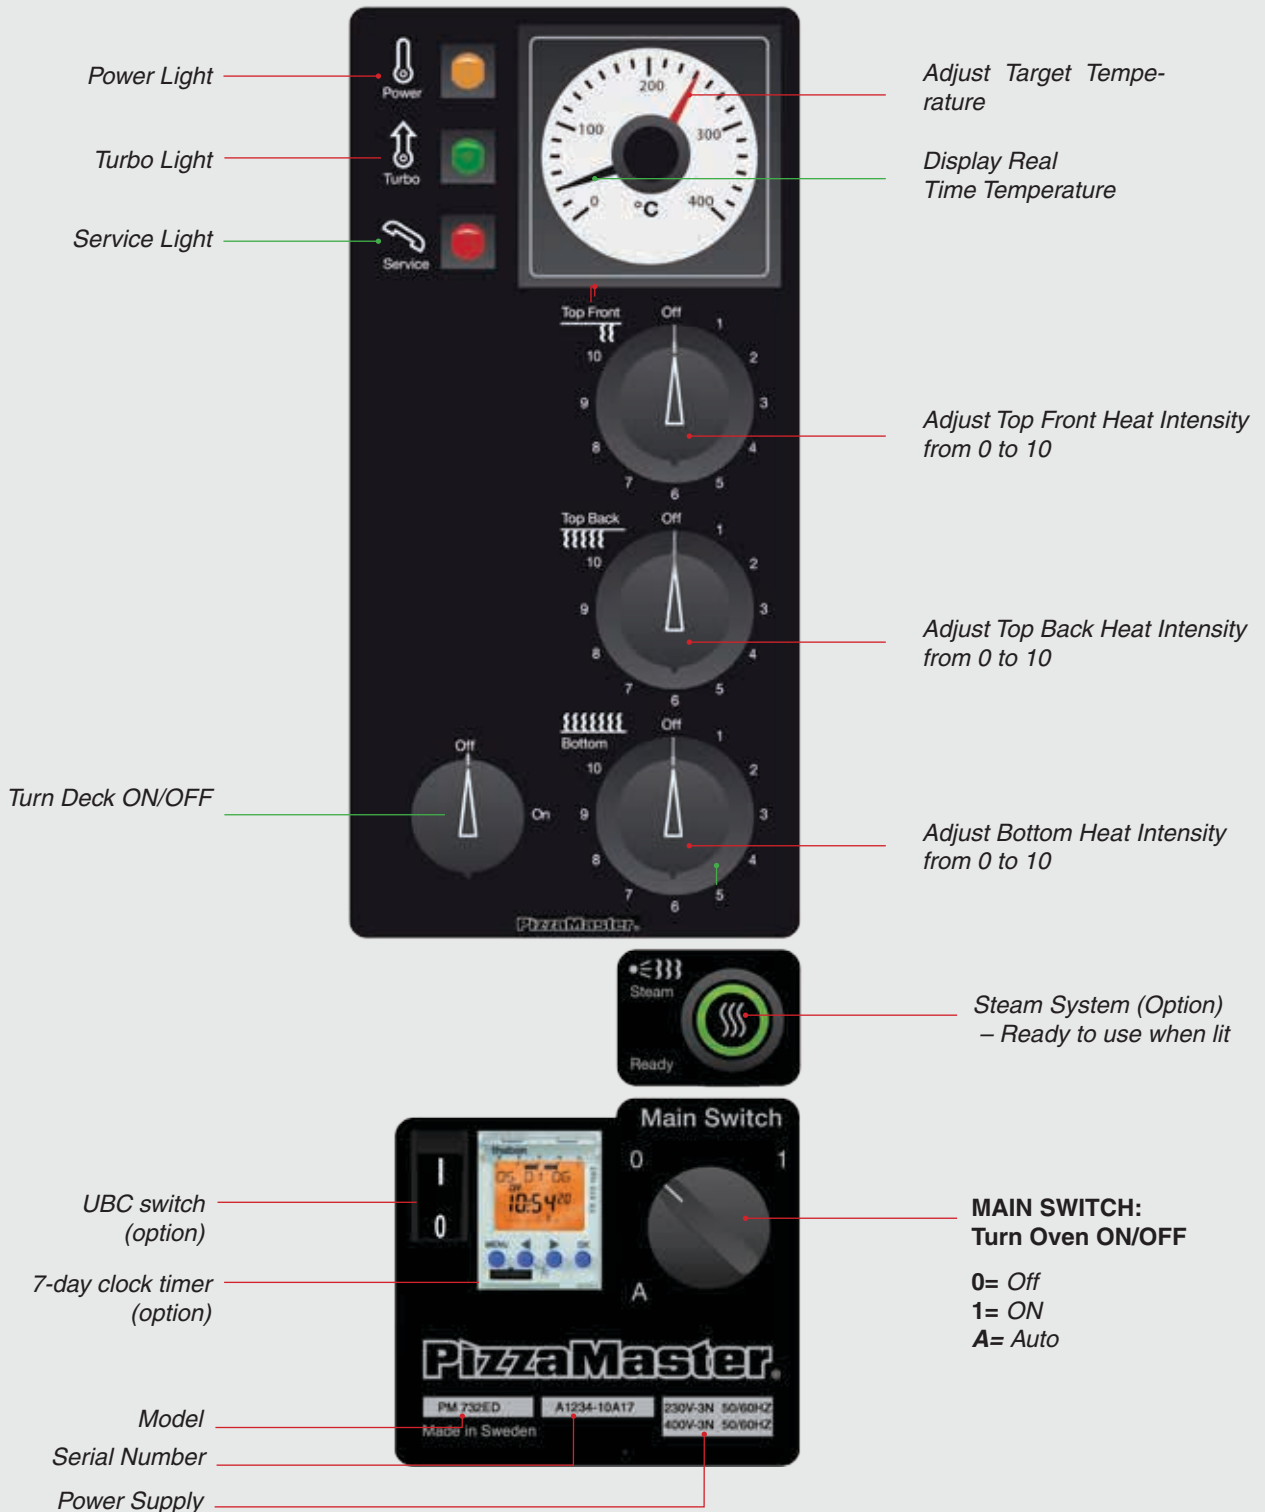 Power Light
Turbo Light
Service Light
Power
Turbo
Service
0
100
200
300
400
°C
Adjust Target Tempe-
rature
Display Real
Time Temperature
Top Front
Off
1
2
3
4
5
6
7
8
9
10
Adjust Top Front Heat Intensity
from 0 to 10
Top Back
Off
1
2
3
4
5
6
7
8
9
10
Adjust Top Back Heat Intensity
from 0 to 10
Turn Deck ON/OFF
Off
On
Bottom
Off
1
2
3
4
5
6
7
8
9
10
Adjust Bottom Heat Intensity
from 0 to 10
PizzaMaster®
Steam
Ready
Steam System (Option)
– Ready to use when lit
UBC switch
(option)
7-day clock timer
(option)
I
0
theben
05 01 06
10:54 20
MENU
OK
Main Switch
0 1
A
MAIN SWITCH:
Turn Oven ON/OFF
0= Off
1= ON
A= Auto
PizzaMaster®
PM 732ED
A1234-10A17
230V-3N 50/60HZ
400V-3N 50/60HZ
Made in Sweden
Model
Serial Number
Power Supply